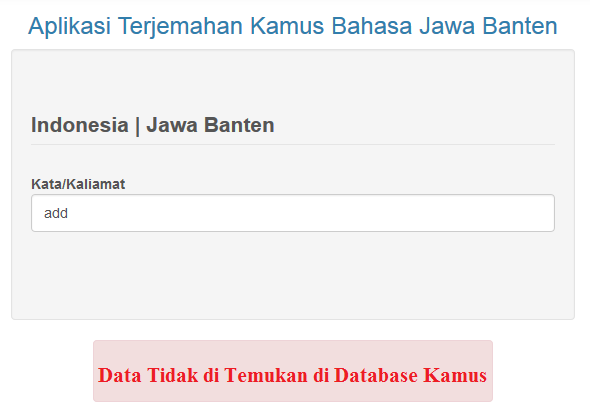 Aplikasi Terjemahan Kamus Bahasa Jawa Banten
Indonesia | Jawa Banten
Kata/Kaliamat
add
Data Tidak di Temukan di Database Kamus